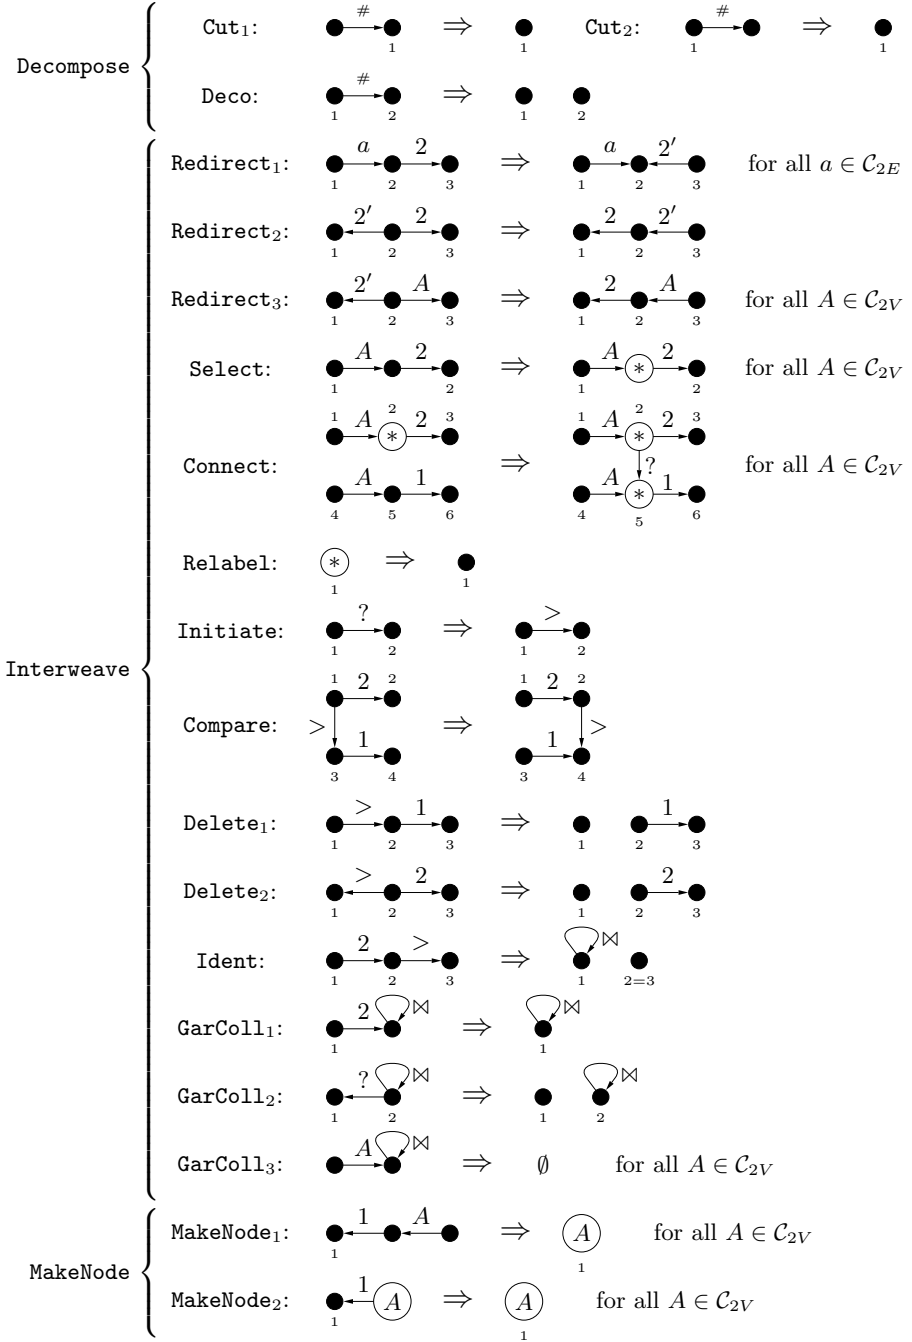 #
#
Cut₁: ⇒ Cut₂: ⇒
1 1 1 1
Decompose
#
Deco: ⇒
1 2 1 2
a 2 a 2′
Redirect₁: ⇒ for all a ∈ 𝒞₂E
1 2 3 1 2 3
2′ 2 2 2′
Redirect₂: ⇒
1 2 3 1 2 3
2′ A 2 A
Redirect₃: ⇒ for all A ∈ 𝒞₂V
1 2 3 1 2 3
A 2 A 2
Select: ⇒ * for all A ∈ 𝒞₂V
1 2 1 2
1 2 3 1 2 3
A * 2 A * 2
Connect: ⇒ ? for all A ∈ 𝒞₂V
A 1 A * 1
4 5 6 4 5 6
Relabel: * ⇒
1 1
? >
Initiate: ⇒
1 2 1 2
Interweave
1 2 2 1 2 2
Compare: > ⇒ >
1 1
3 4 3 4
> 1 1
Delete₁: ⇒
1 2 3 1 2 3
> 2 2
Delete₂: ⇒
1 2 3 1 2 3
2 > ⋈
Ident: ⇒
1 2 3 1 2=3
2 ⋈ ⋈
GarColl₁: ⇒
1 1
? ⋈ ⋈
GarColl₂: ⇒
1 2 1 2
A ⋈
GarColl₃: ⇒ ∅ for all A ∈ 𝒞₂V
1 A
MakeNode₁: ⇒ A for all A ∈ 𝒞₂V
1 1
MakeNode
1
MakeNode₂: A ⇒ A for all A ∈ 𝒞₂V
1 1